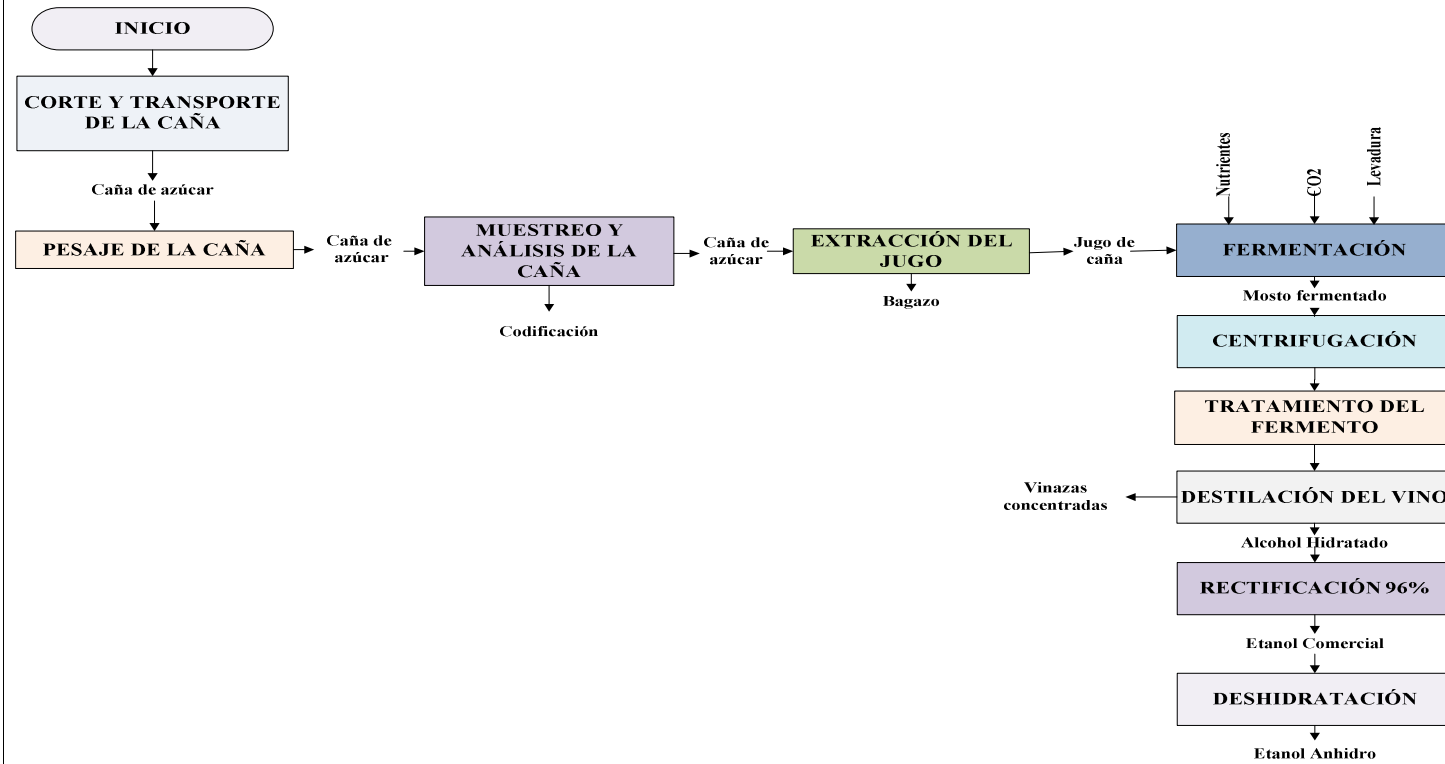 INICIO
CORTE Y TRANSPORTE
DE LA CAÑA
Caña de azúcar
PESAJE DE LA CAÑA
Caña de
azúcar
MUESTREO Y
ANÁLISIS DE LA
CAÑA
Codificación
Caña de
azúcar
EXTRACCIÓN DEL
JUGO
Bagazo
Jugo de
caña
Nutrientes
CO2
Levadura
FERMENTACIÓN
Mosto fermentado
CENTRIFUGACIÓN
TRATAMIENTO DEL
FERMENTO
DESTILACIÓN DEL VINO
Vinazas
concentradas
Alcohol Hidratado
RECTIFICACIÓN 96%
Etanol Comercial
DESHIDRATACIÓN
Etanol Anhidro